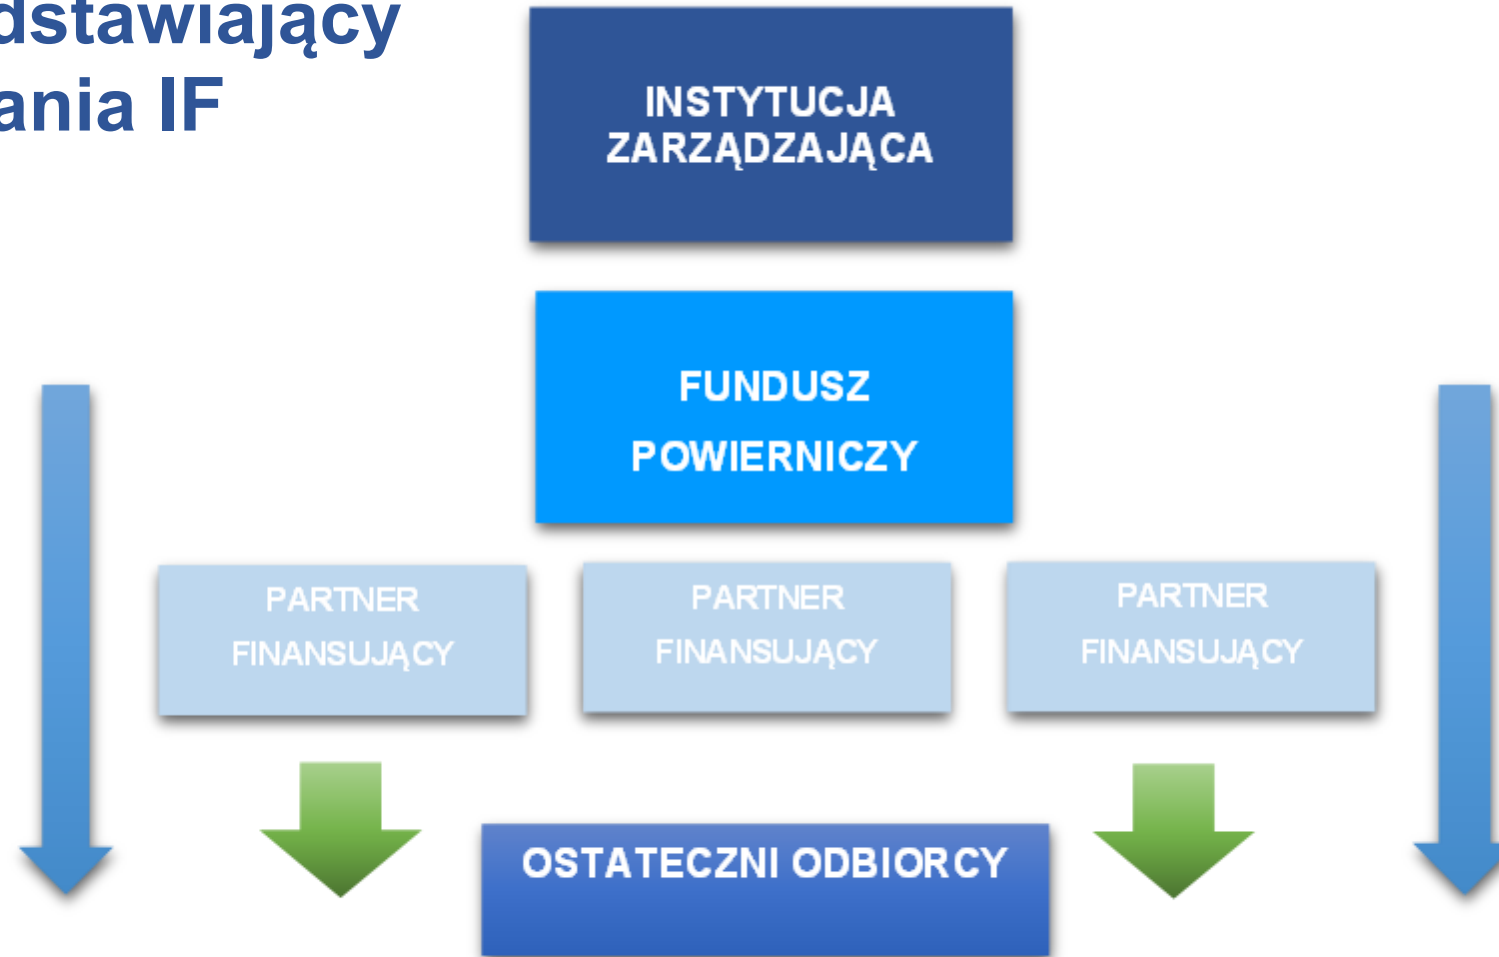 dstawiający
ania IF
INSTYTUCJA
ZARZĄDZAJĄCA
FUNDUSZ
POWIERNICZY
PARTNER
FINANSUJĄCY
PARTNER
FINANSUJĄCY
PARTNER
FINANSUJĄCY
OSTATECZNI ODBIORCY